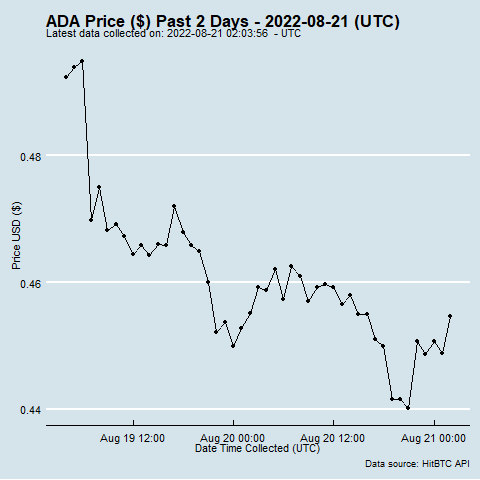 ADA Price ($) Past 2 Days - 2022-08-21 (UTC)
Latest data collected on: 2022-08-21 02:03:56 - UTC
0.48
0.46
0.44
Price USD ($)
Aug 19 12:00 Aug 20 00:00 Aug 20 12:00 Aug 21 00:00
Date Time Collected (UTC)
Data source: HitBTC API